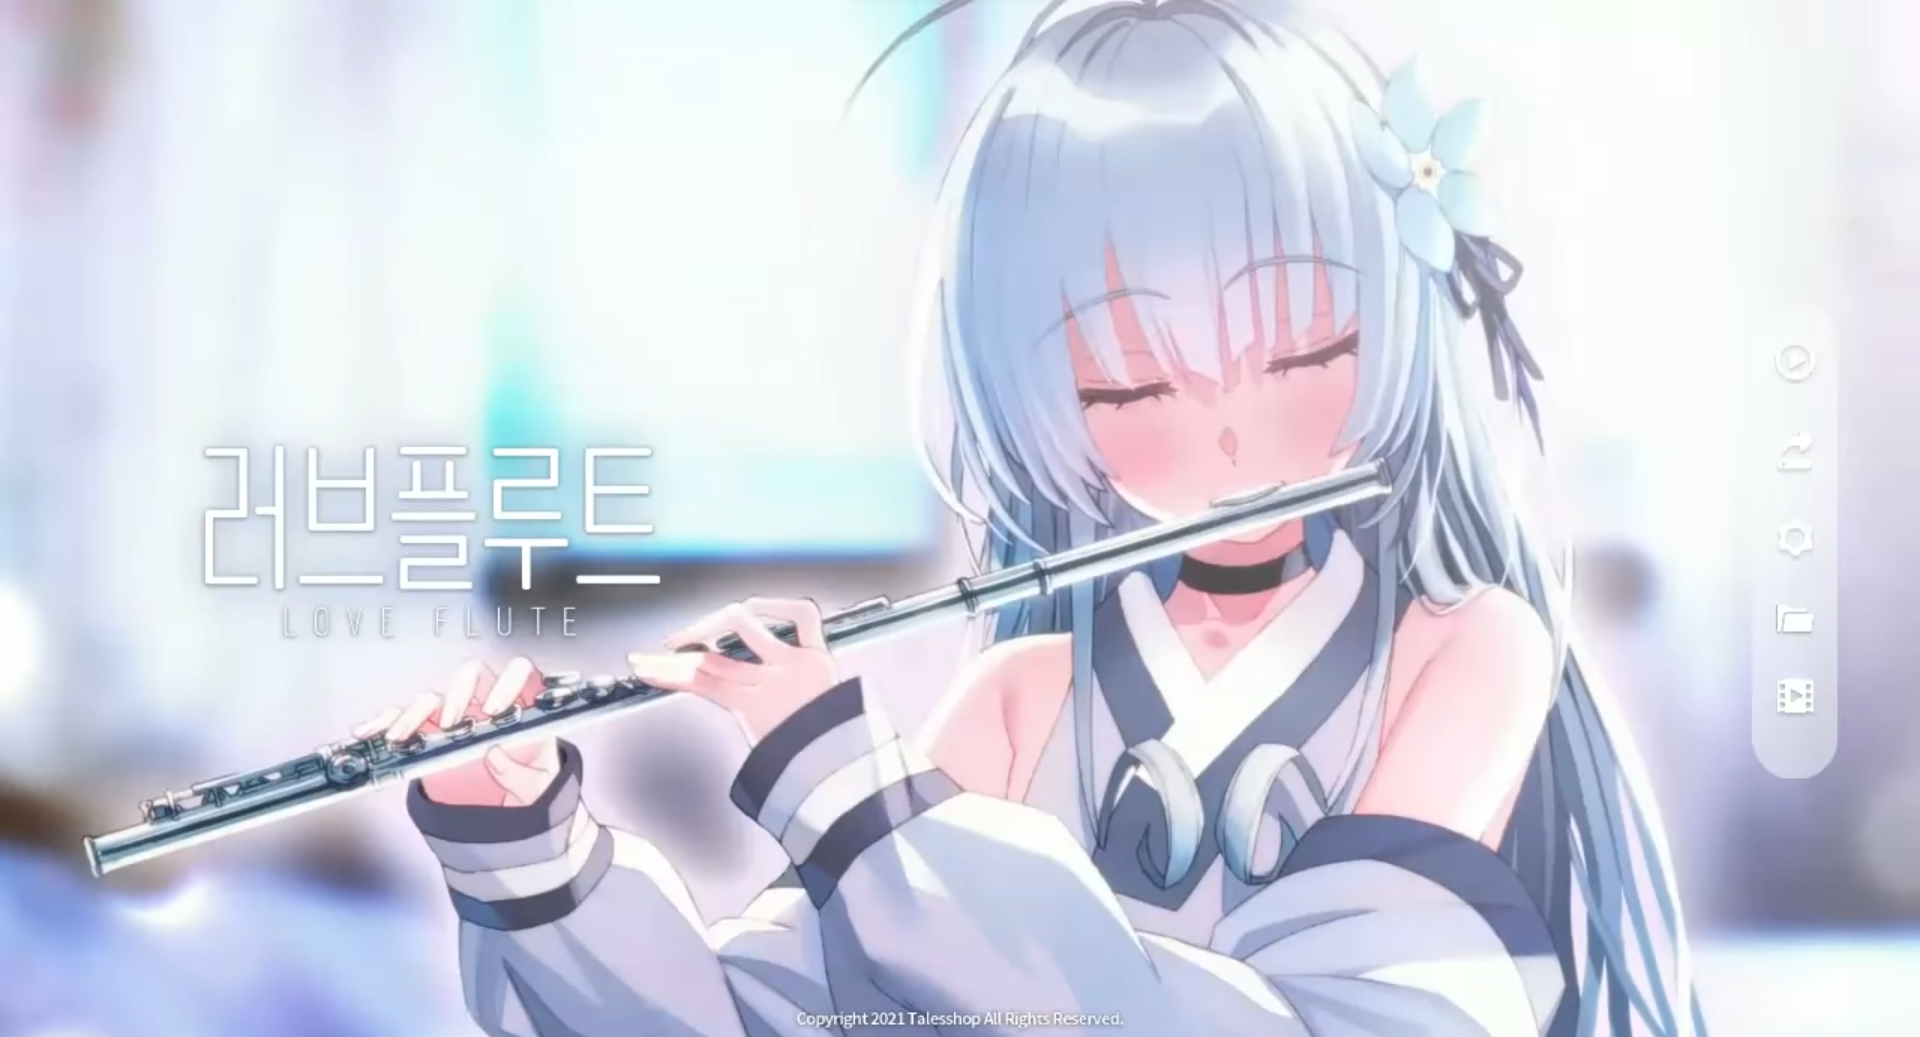 러브플루트
LOVE FLUTE
Copyright 2021 Talesshop All Rights Reserved.